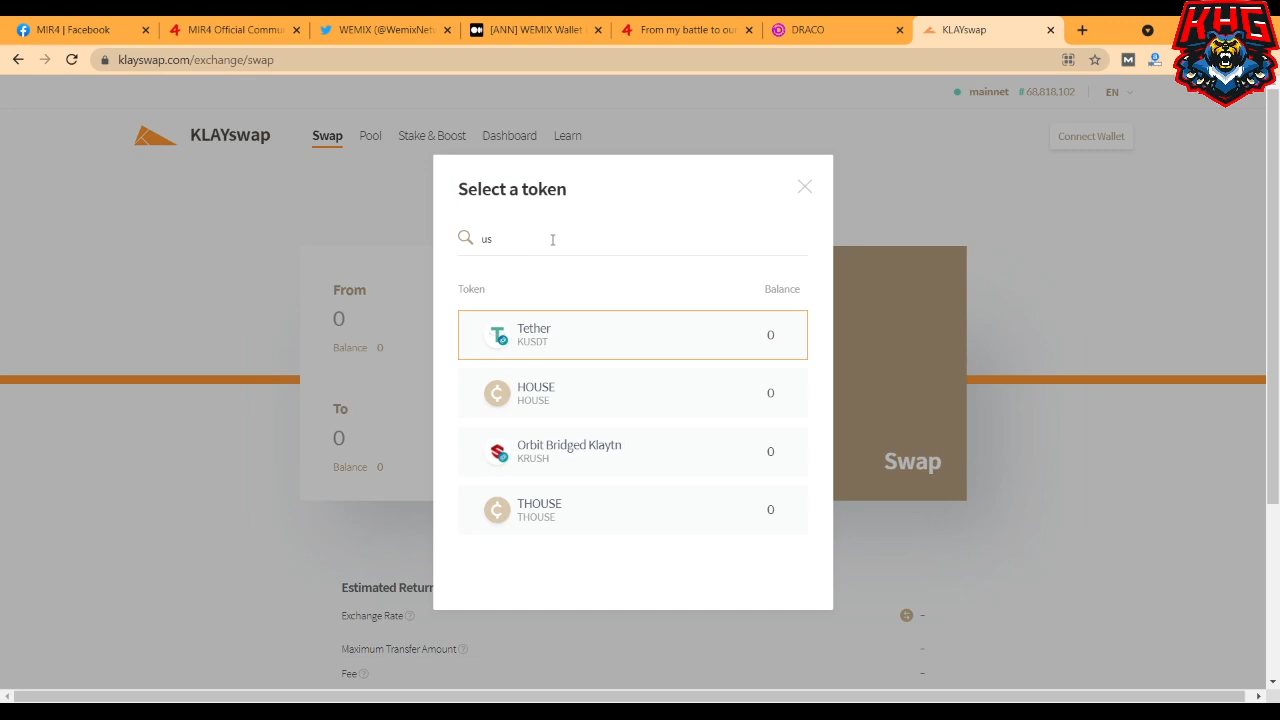 MIR4 | Facebook
MIR4 Official Commu
WEMIX (@WemixNet
[ANN] WEMIX Wallet
From my battle to our
DRACO
KLAYswap
KHG
klayswap.com/exchange/swap
mainnet # 68,818,102
EN
KLAYswap
Swap
Pool
Stake & Boost
Dashboard
Learn
Connect Wallet
Select a token
us
Token
Balance
Tether
KUSDT
0
HOUSE
HOUSE
0
Orbit Bridged Klaytn
KRUSH
0
THOUSE
THOUSE
0
From
0
Balance 0
To
0
Balance 0
Swap
Estimated Return
Exchange Rate ?
–
Maximum Transfer Amount ?
–
Fee ?
–